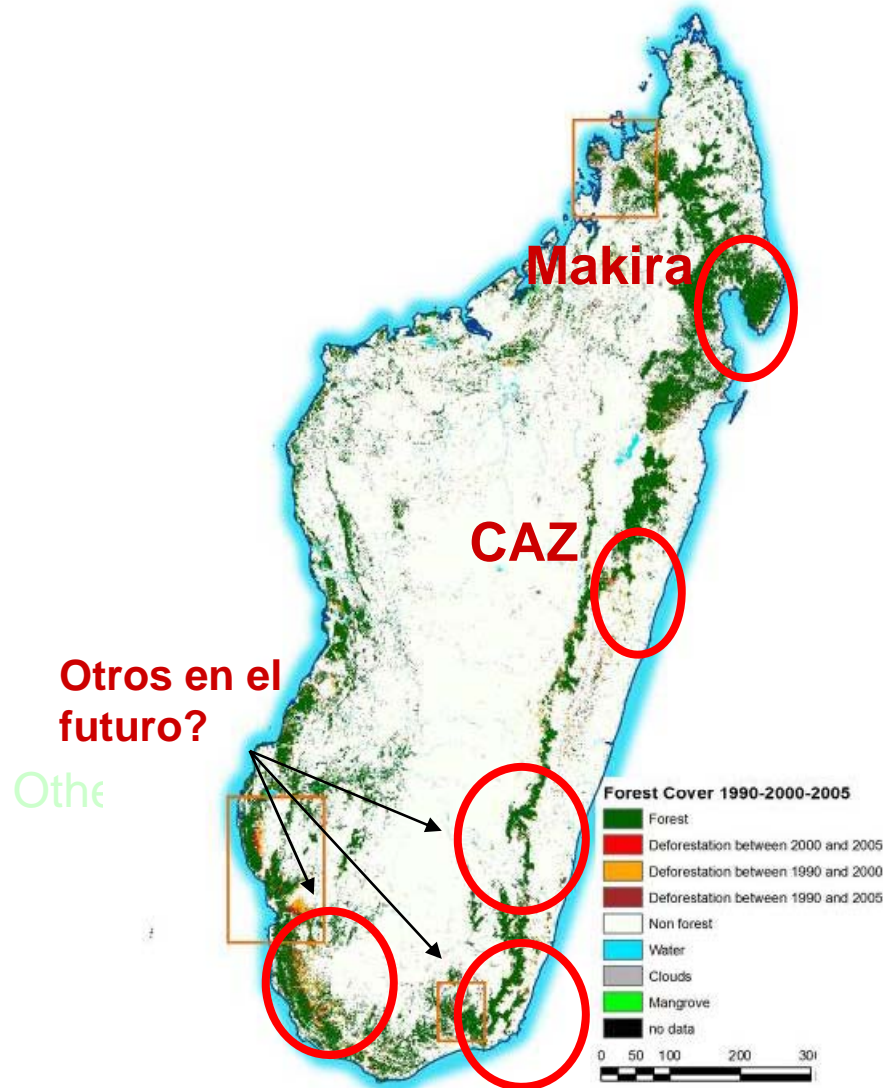 Makira
CAZ
Otros en el
futuro?
Forest Cover 1990-2000-2005
Forest
Deforestation between 2000 and 2005
Deforestation between 1990 and 2000
Deforestation between 1990 and 2005
Non forest
Water
Clouds
Mangrove
no data
0 50 100 200